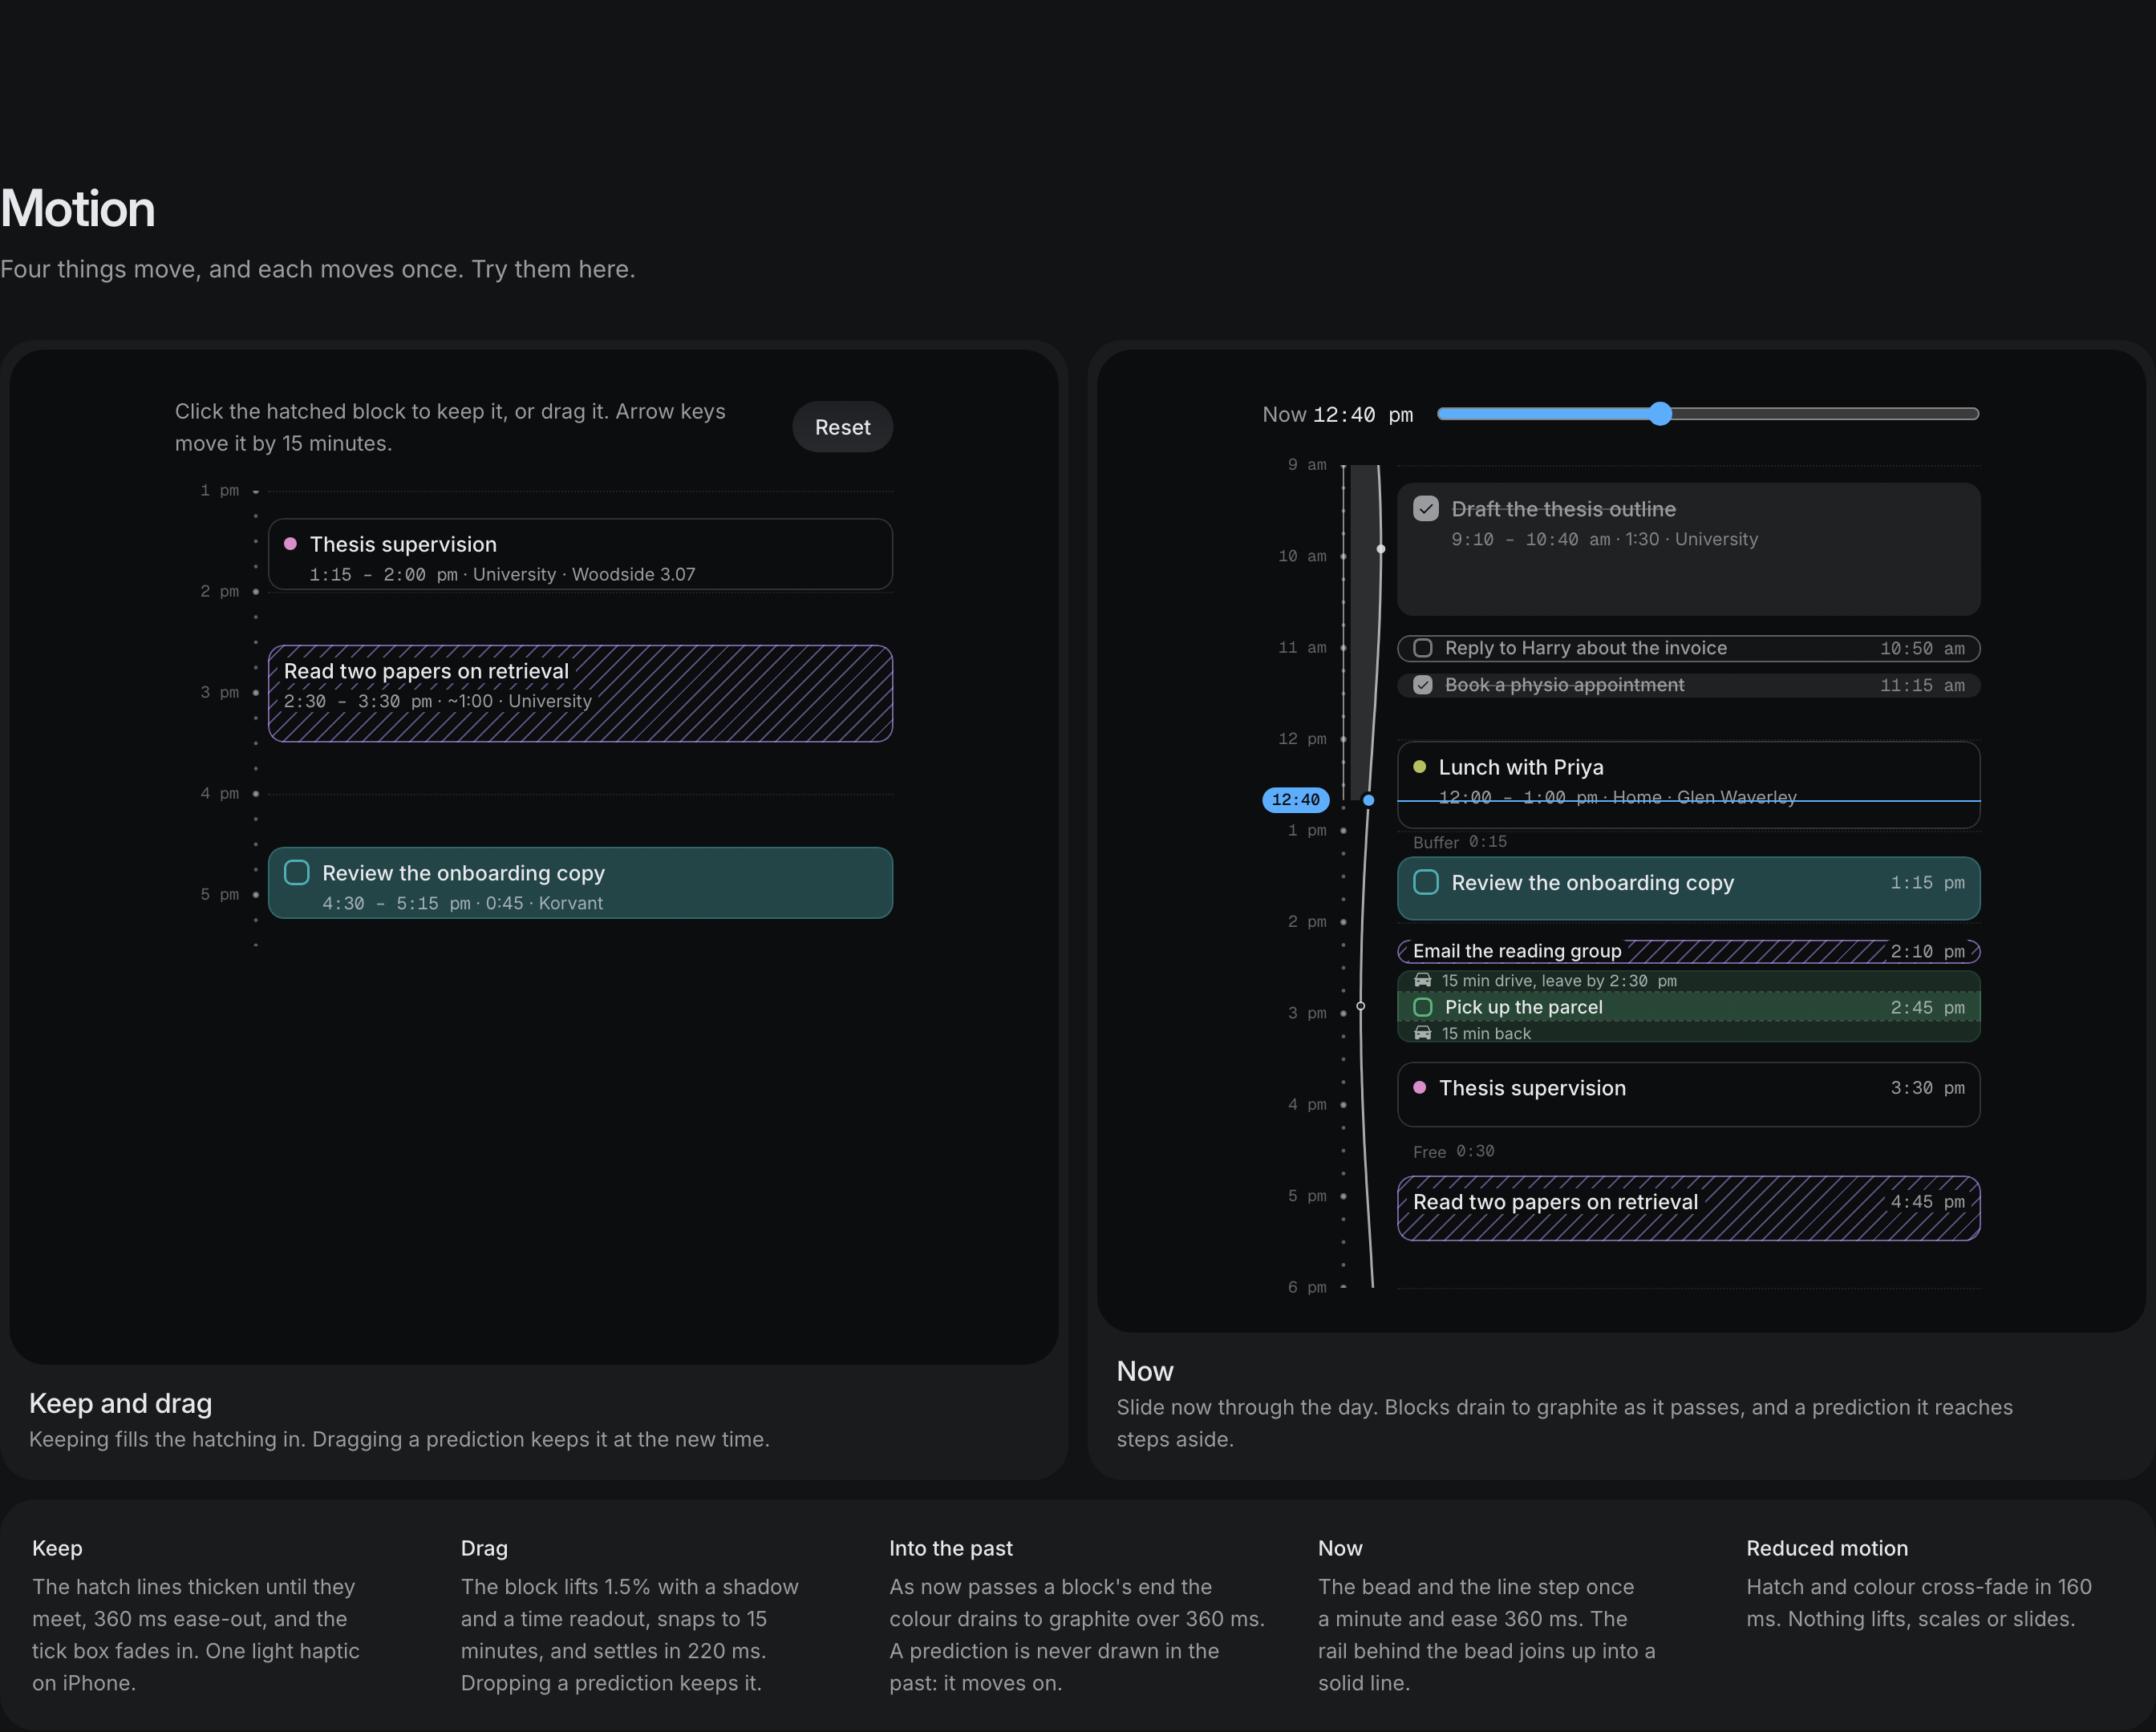 Motion
Four things move, and each moves once. Try them here.
Click the hatched block to keep it, or drag it. Arrow keys
move it by 15 minutes.
Reset
1 pm
Thesis supervision
1:15 – 2:00 pm · University · Woodside 3.07
2 pm
Read two papers on retrieval
2:30 – 3:30 pm · ~1:00 · University
3 pm
4 pm
Review the onboarding copy
4:30 – 5:15 pm · 0:45 · Korvant
5 pm
Keep and drag
Keeping fills the hatching in. Dragging a prediction keeps it at the new time.
Now 12:40 pm
9 am
Draft the thesis outline
9:10 – 10:40 am · 1:30 · University
10 am
11 am
Reply to Harry about the invoice 10:50 am
Book a physio appointment 11:15 am
12 pm
Lunch with Priya
12:00 – 1:00 pm · Home · Glen Waverley
12:40
1 pm
Buffer 0:15
Review the onboarding copy 1:15 pm
2 pm
Email the reading group 2:10 pm
15 min drive, leave by 2:30 pm
Pick up the parcel 2:45 pm
3 pm
15 min back
Thesis supervision 3:30 pm
4 pm
Free 0:30
5 pm
Read two papers on retrieval 4:45 pm
6 pm
Now
Slide now through the day. Blocks drain to graphite as it passes, and a prediction it reaches
steps aside.
Keep
The hatch lines thicken until they
meet, 360 ms ease-out, and the
tick box fades in. One light haptic
on iPhone.
Drag
The block lifts 1.5% with a shadow
and a time readout, snaps to 15
minutes, and settles in 220 ms.
Dropping a prediction keeps it.
Into the past
As now passes a block's end the
colour drains to graphite over 360 ms.
A prediction is never drawn in the
past: it moves on.
Now
The bead and the line step once
a minute and ease 360 ms. The
rail behind the bead joins up into a
solid line.
Reduced motion
Hatch and colour cross-fade in 160
ms. Nothing lifts, scales or slides.